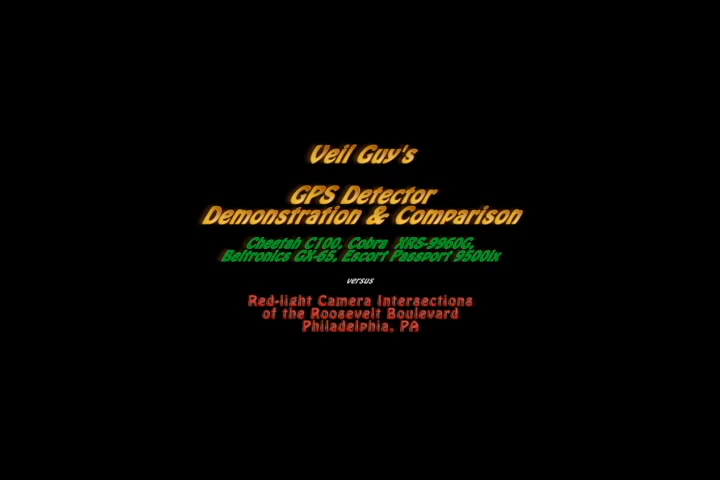 Veil Guy's
GPS Detector
Demonstration & Comparison
Cheetah C100, Cobra XRS-9960G,
Beltronics GX-65, Escort Passport 9500ix
versus
Red-light Camera Intersections
of the Roosevelt Boulevard
Philadelphia, PA